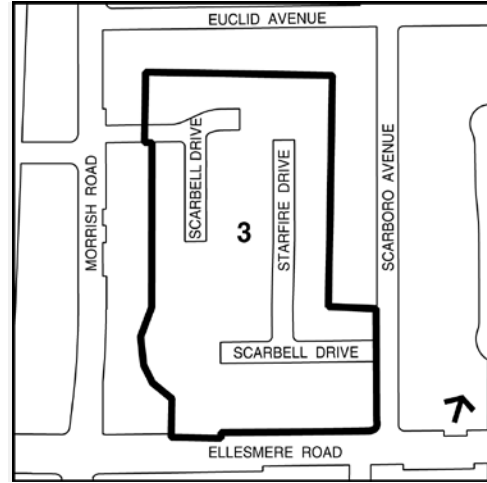 EUCLID AVENUE
MORRISH ROAD
SCARBELL DRIVE
3
STARFIRE DRIVE
SCARBORO AVENUE
SCARBELL DRIVE
ELLESMERE ROAD